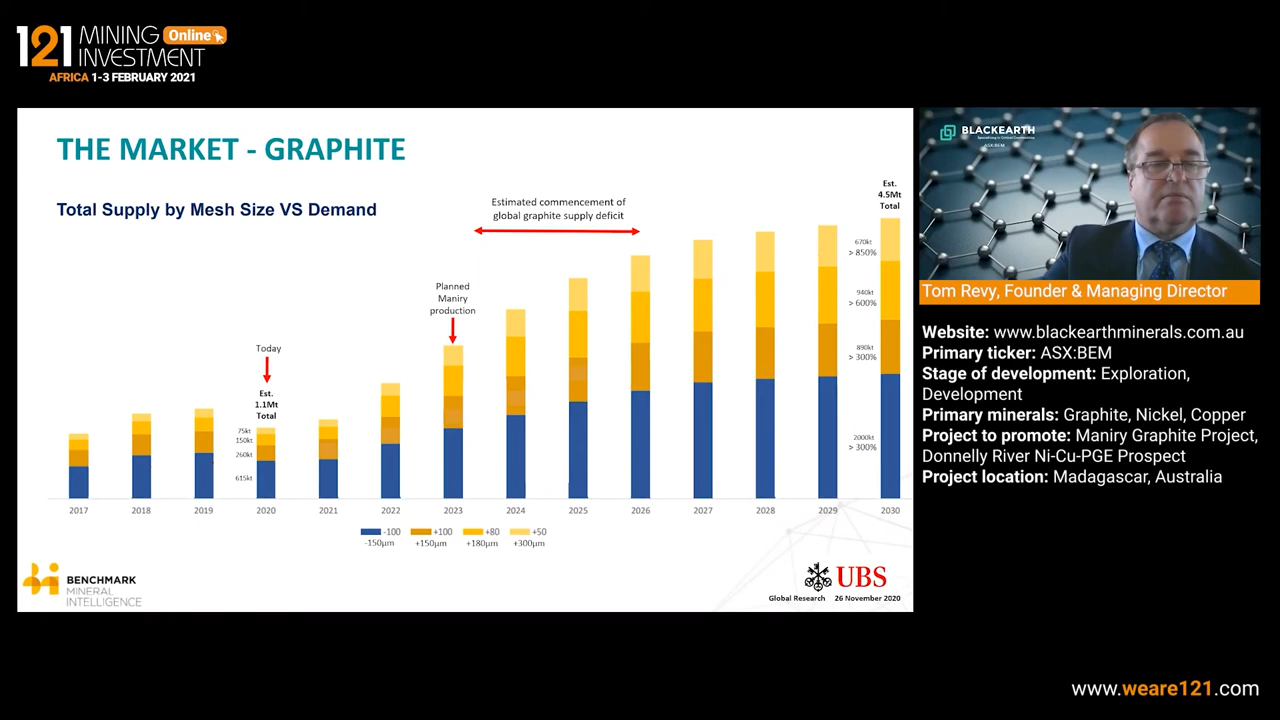 121 MINING INVESTMENT Online
AFRICA 1-3 FEBRUARY 2021
THE MARKET - GRAPHITE
Total Supply by Mesh Size VS Demand
Estimated commencement of
global graphite supply deficit
Est.
4.5Mt
Total
Planned
Maniry
production
Today
Est.
1.1Mt
Total
75kt
150kt
260kt
615kt
670kt
> 850%
940kt
> 600%
890kt
> 300%
2000kt
> 300%
2017 2018 2019 2020 2021 2022 2023 2024 2025 2026 2027 2028 2029 2030
-100 +100 +80 +50
-150μm +150μm +180μm +300μm
BENCHMARK
MINERAL
INTELLIGENCE
UBS
Global Research 26 November 2020
BLACKEARTH
ASX:BEM
Tom Revy, Founder & Managing Director
Website: www.blackearthminerals.com.au
Primary ticker: ASX:BEM
Stage of development: Exploration,
Development
Primary minerals: Graphite, Nickel, Copper
Project to promote: Maniry Graphite Project,
Donnelly River Ni-Cu-PGE Prospect
Project location: Madagascar, Australia
www.weare121.com